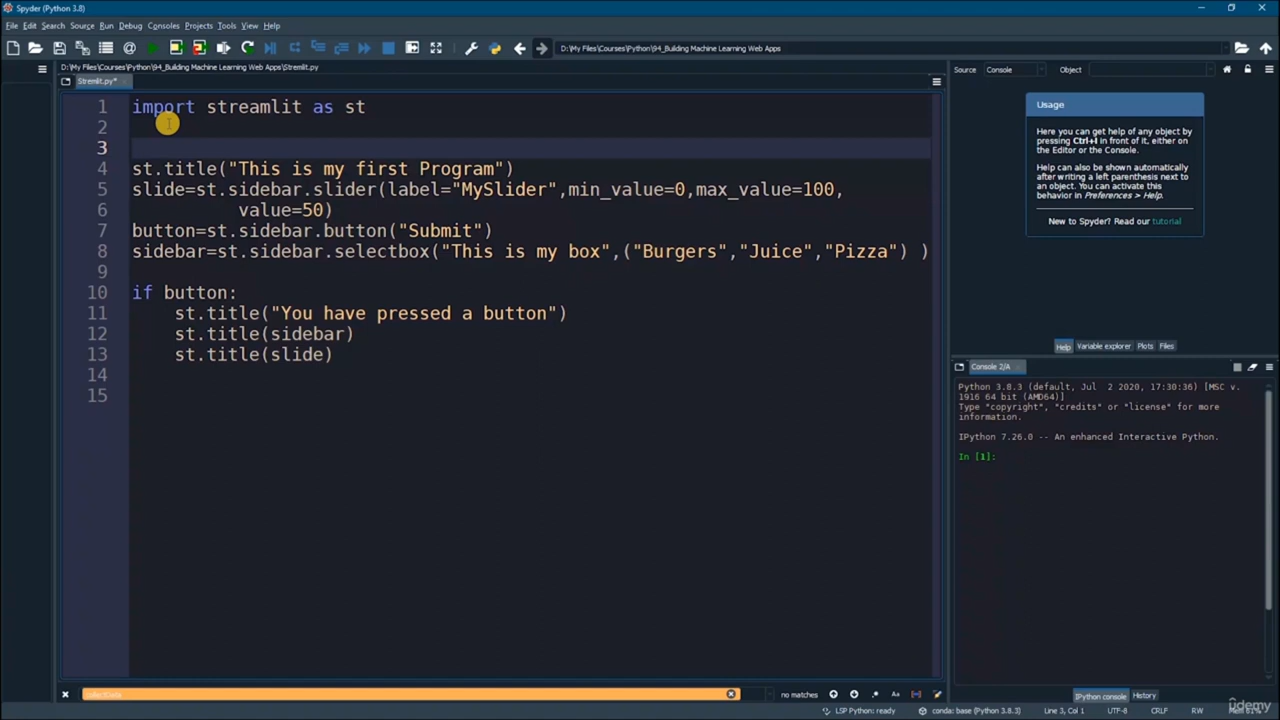 Spyder (Python 3.8)
File Edit Search Source Run Debug Consoles Projects Tools View Help
D:\My Files\Courses\Python\94_Building Machine Learning Web Apps
D:\My Files\Courses\Python\94_Building Machine Learning Web Apps\Stremlit.py
Stremlit.py*
1 import streamlit as st
2
3
4 st.title("This is my first Program")
5 slide=st.sidebar.slider(label="MySlider",min_value=0,max_value=100,
6 value=50)
7 button=st.sidebar.button("Submit")
8 sidebar=st.sidebar.selectbox("This is my box",("Burgers","Juice","Pizza") )
9
10 if button:
11 st.title("You have pressed a button")
12 st.title(sidebar)
13 st.title(slide)
14
15
Source Console Object
Usage
Here you can get help of any object by
pressing Ctrl+I in front of it, either on
the Editor or the Console.
Help can also be shown automatically
after writing a left parenthesis next to
an object. You can activate this
behavior in Preferences > Help.
New to Spyder? Read our tutorial
Help Variable explorer Plots Files
Console 2/A
Python 3.8.3 (default, Jul 2 2020, 17:30:36) [MSC v.
1916 64 bit (AMD64)]
Type "copyright", "credits" or "license" for more
information.
IPython 7.26.0 -- An enhanced Interactive Python.
In [1]:
no matches Aa
IPython console History
LSP Python: ready conda: base (Python 3.8.3) Line 3, Col 1 UTF-8 CRLF RW
ûdemy